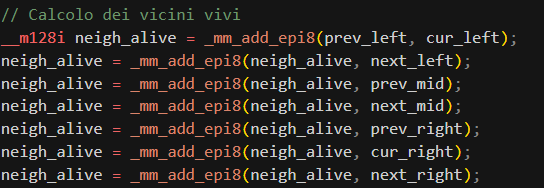 // Calcolo dei vicini vivi
__m128i neigh_alive = _mm_add_epi8(prev_left, cur_left);
neigh_alive = _mm_add_epi8(neigh_alive, next_left);
neigh_alive = _mm_add_epi8(neigh_alive, prev_mid);
neigh_alive = _mm_add_epi8(neigh_alive, next_mid);
neigh_alive = _mm_add_epi8(neigh_alive, prev_right);
neigh_alive = _mm_add_epi8(neigh_alive, cur_right);
neigh_alive = _mm_add_epi8(neigh_alive, next_right);